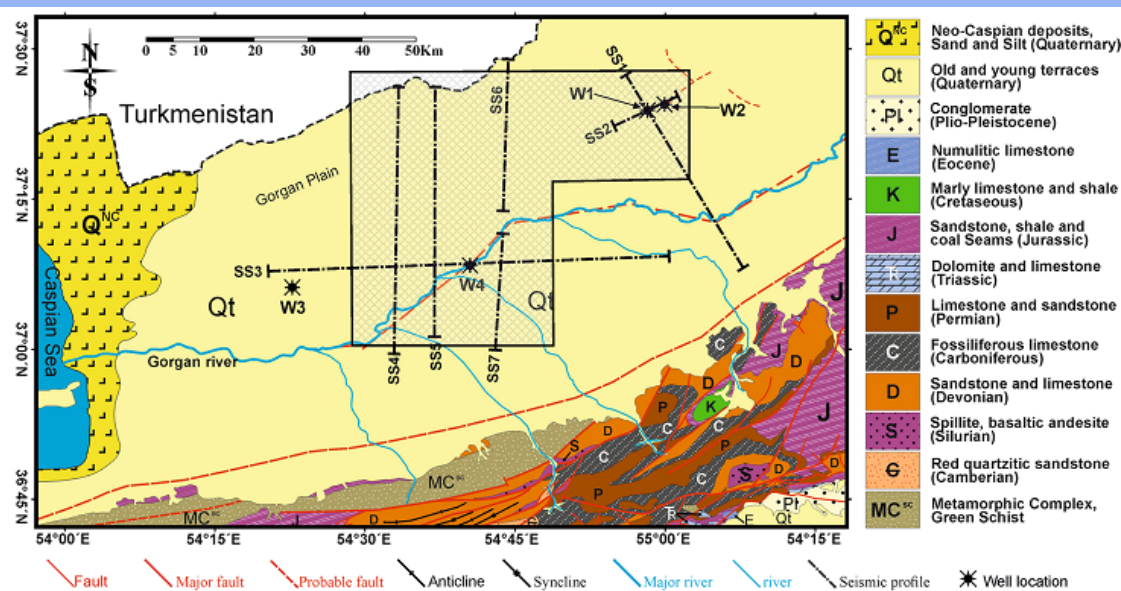 37°30′N
37°15′N
37°00′N
36°45′N
0 5 10 20 30 40 50Km
N
S
Turkmenistan
Gorgan Plain
Q NC
Caspian Sea
Qt
Gorgan river
SS1
SS2
SS3
SS4
SS5
SS6
SS7
W1
W2
W3
W4
Qt
C
J
J
D
D
P
K
C
C
J
D
S
C
P
C
P
S
D
D
MC sc
MC sc
J
D
C
R
E
Pl
Qt
54°00′E
54°15′E
54°30′E
54°45′E
55°00′E
54°15′E
Q NC Neo-Caspian deposits,
Sand and Silt (Quaternary)
Qt Old and young terraces
(Quaternary)
Pl Conglomerate
(Plio-Pleistocene)
E Numulitic limestone
(Eocene)
K Marly limestone and shale
(Cretaseous)
J Sandstone, shale and
coal Seams (Jurassic)
Dolomite and limestone
(Triassic)
P Limestone and sandstone
(Permian)
C Fossiliferous limestone
(Carboniferous)
D Sandstone and limestone
(Devonian)
S Spillite, basaltic andesite
(Silurian)
C Red quartzitic sandstone
(Camberian)
MC sc Metamorphic Complex,
Green Schist
Fault
Major fault
Probable fault
Anticline
Syncline
Major river
river
Seismic profile
Well location